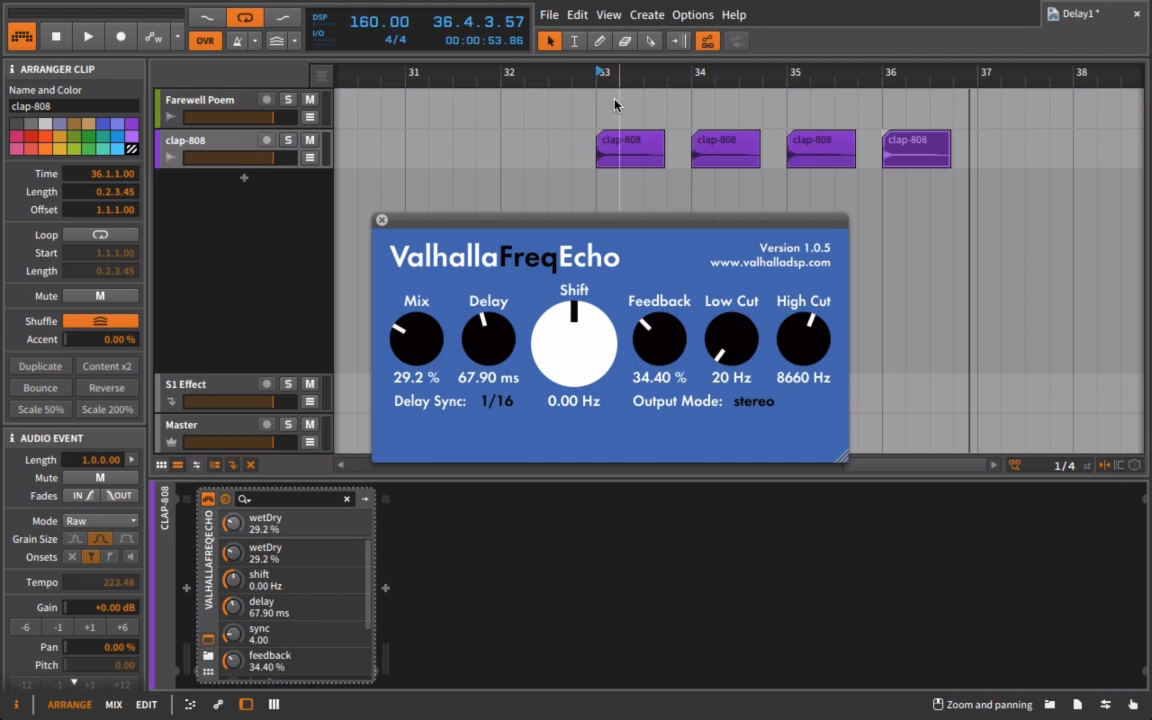 DSP
I/O
160.00
4/4
36.4.3.57
00:00:53.86
OVR
File Edit View Create Options Help
Delay1 *
ARRANGER CLIP
Name and Color
clap-808
Time 36.1.1.00
Length 0.2.3.45
Offset 1.1.1.00
Loop
Start 1.1.1.00
Length 0.2.3.45
Mute M
Shuffle
Accent 0.00 %
Duplicate Content x2
Bounce Reverse
Scale 50% Scale 200%
AUDIO EVENT
Length 1.0.0.00
Mute M
Fades IN OUT
Mode Raw
Grain Size
Onsets
Tempo 223.48
Gain +0.00 dB
-6 -1 +1 +6
Pan 0.00 %
Pitch 0.00
-12 -1 +1 +12
31 32 33 34 35 36 37 38
Farewell Poem S M
clap-808 S M
clap-808 clap-808 clap-808 clap-808
S1 Effect S M
Master S M
1/4 st
ValhallaFreqEcho
Version 1.0.5
www.valhalladsp.com
Mix Delay Shift Feedback Low Cut High Cut
29.2 % 67.90 ms 0.00 Hz 34.40 % 20 Hz 8660 Hz
Delay Sync: 1/16
Output Mode: stereo
CLAP-808
VALHALLAFREQECHO
wetDry
29.2 %
wetDry
29.2 %
shift
0.00 Hz
delay
67.90 ms
sync
4.00
feedback
34.40 %
i ARRANGE MIX EDIT
Zoom and panning